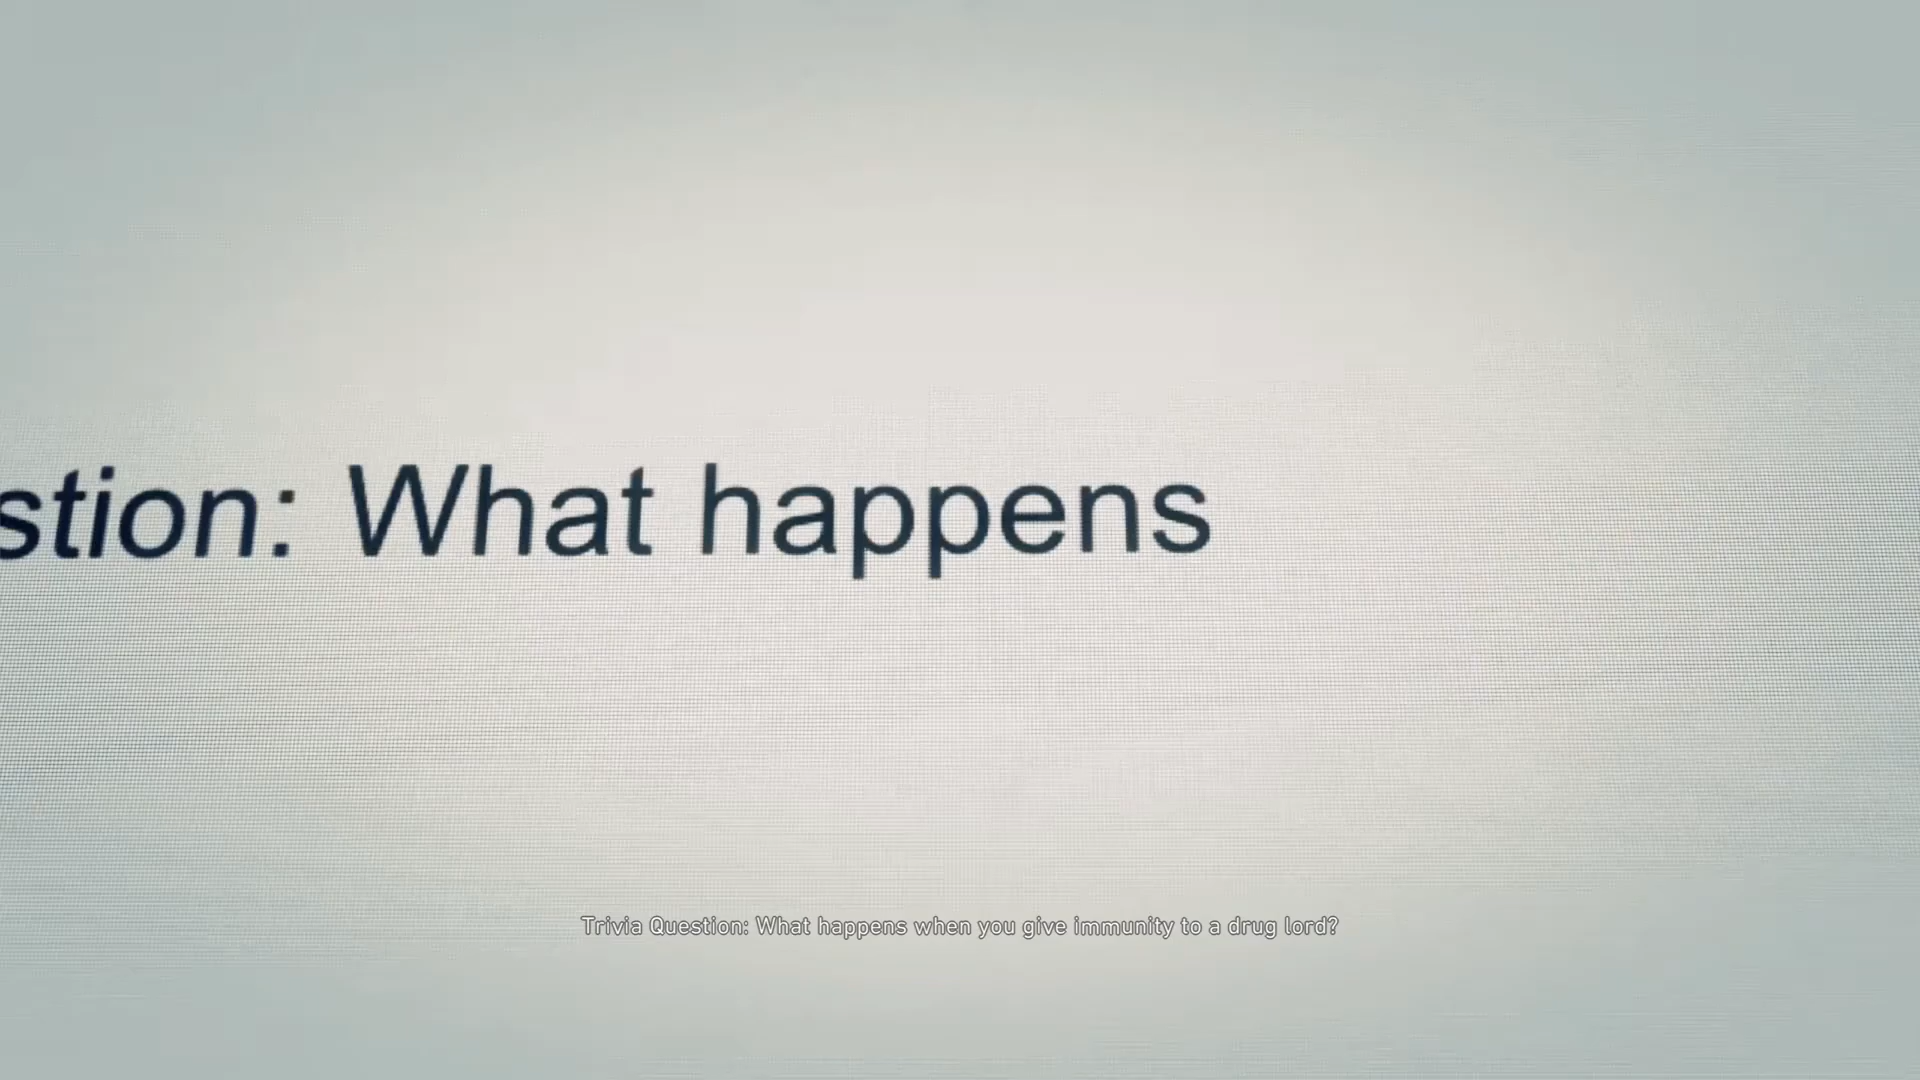 stion: What happens
Trivia Question: What happens when you give immunity to a drug lord?